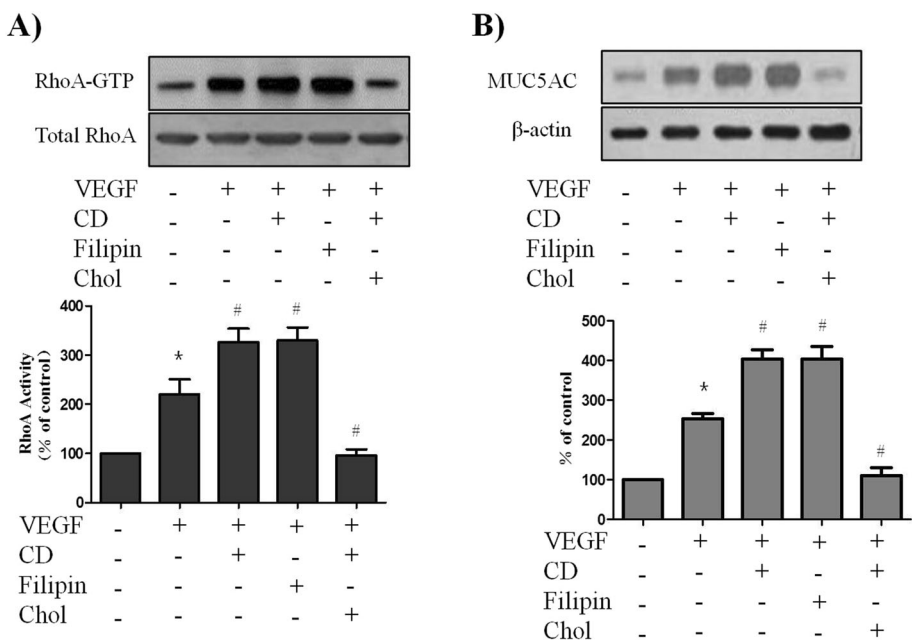 A)
RhoA-GTP
Total RhoA
VEGF - + + + +
CD - - + - +
Filipin - - - + -
Chol - - - - +
RhoA Activity
(% of control)
400
300
200
100
0
* # # #
VEGF - + + + +
CD - - + - +
Filipin - - - + -
Chol - - - - +
B)
MUC5AC
β-actin
VEGF - + + + +
CD - - + - +
Filipin - - - + -
Chol - - - - +
% of control
500
400
300
200
100
0
* # # #
VEGF - + + + +
CD - - + - +
Filipin - - - + -
Chol - - - - +